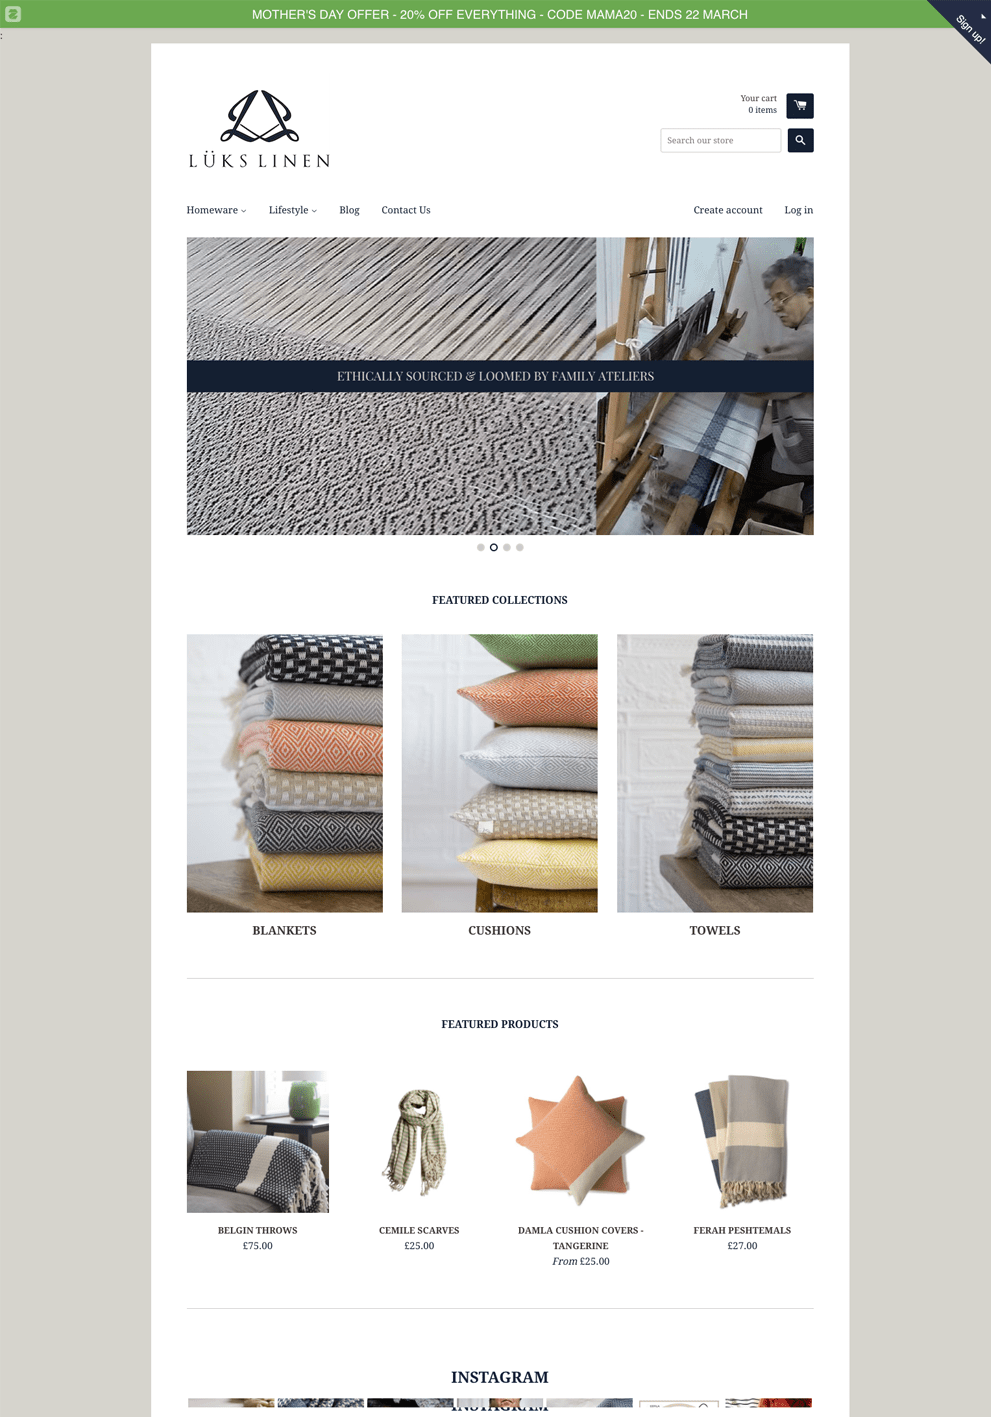 MOTHER'S DAY OFFER - 20% OFF EVERYTHING - CODE MAMA20 - ENDS 22 MARCH
Sign up!
:
Your cart
0 items
LÜKS LINEN
Search our store
Homeware
Lifestyle
Blog
Contact Us
Create account
Log in
ETHICALLY SOURCED & LOOMED BY FAMILY ATELIERS
FEATURED COLLECTIONS
BLANKETS
CUSHIONS
TOWELS
FEATURED PRODUCTS
BELGIN THROWS
£75.00
CEMILE SCARVES
£25.00
DAMLA CUSHION COVERS -
TANGERINE
From £25.00
FERAH PESHTEMALS
£27.00
INSTAGRAM
INSTAGRAM